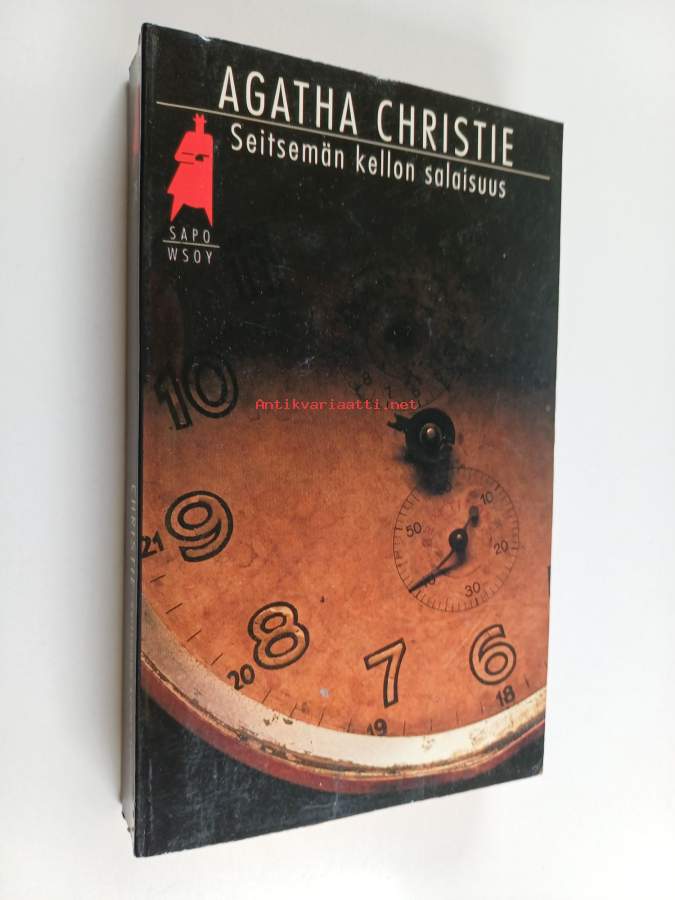 AGATHA CHRISTIE
Seitsemän kellon salaisuus
SAPO
WSOY
10
Antikvariaatti.net
10
50
9
21
20
30
8
7
6
20
18
19
CHRISTIE